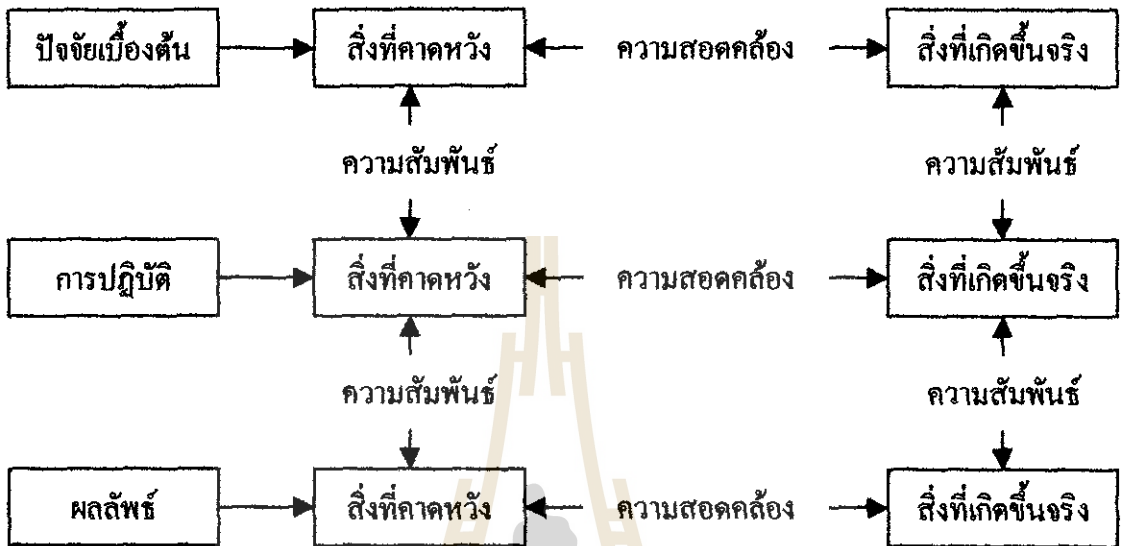 ปัจจัยเบื้องต้น สิ่งที่คาดหวัง ความสอดคล้อง สิ่งที่เกิดขึ้นจริง
ความสัมพันธ์ ความสัมพันธ์
การปฏิบัติ สิ่งที่คาดหวัง ความสอดคล้อง สิ่งที่เกิดขึ้นจริง
ความสัมพันธ์ ความสัมพันธ์
ผลลัพธ์ สิ่งที่คาดหวัง ความสอดคล้อง สิ่งที่เกิดขึ้นจริง